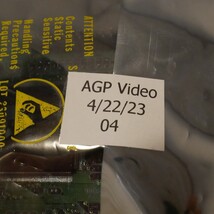 ATTENTION
Contents
Static
Sensitive
Handling
Precautions
Required
AGP Video
4/22/23
04